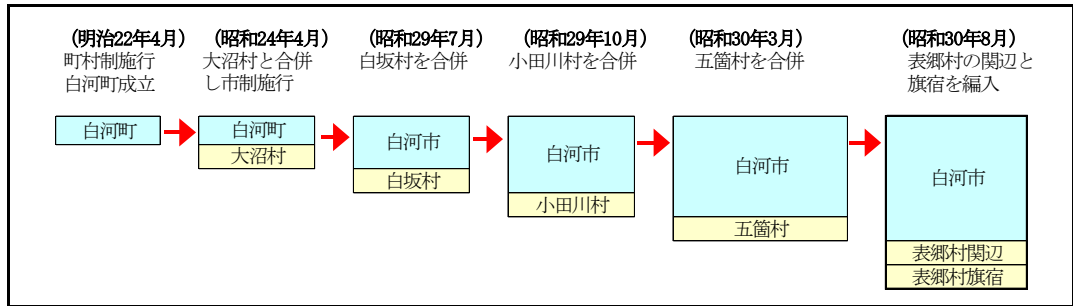 (明治22年4月)
町村制施行
白河町成立
(昭和24年4月)
大沼村と合併
し市制施行
(昭和29年7月)
白坂村を合併
(昭和29年10月)
小田川村を合併
(昭和30年3月)
五箇村を合併
(昭和30年8月)
表郷村の関辺と
旗宿を編入
白河町
白河町
大沼村
白河市
白坂村
白河市
小田川村
白河市
五箇村
白河市
表郷村関辺
表郷村旗宿